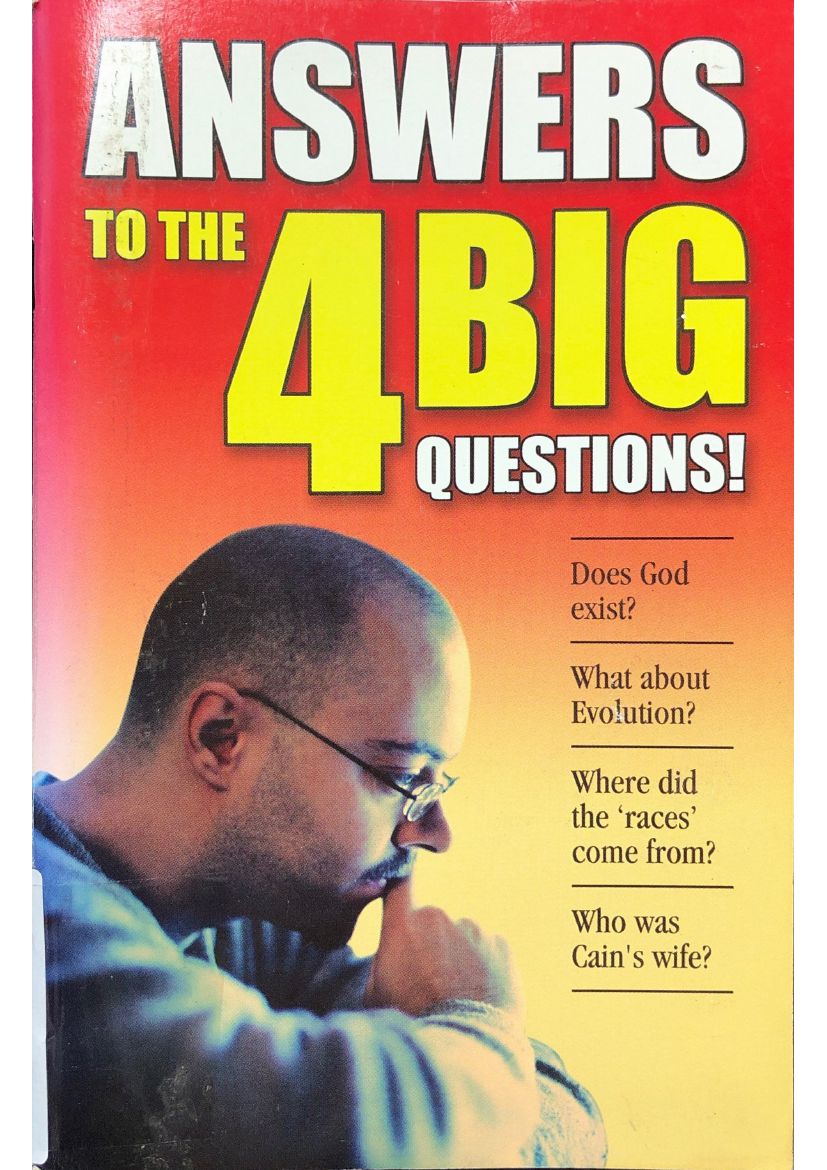 ANSWERS
TO THE 4 BIG
QUESTIONS!
Does God
exist?
What about
Evolution?
Where did
the ‘races’
come from?
Who was
Cain's wife?